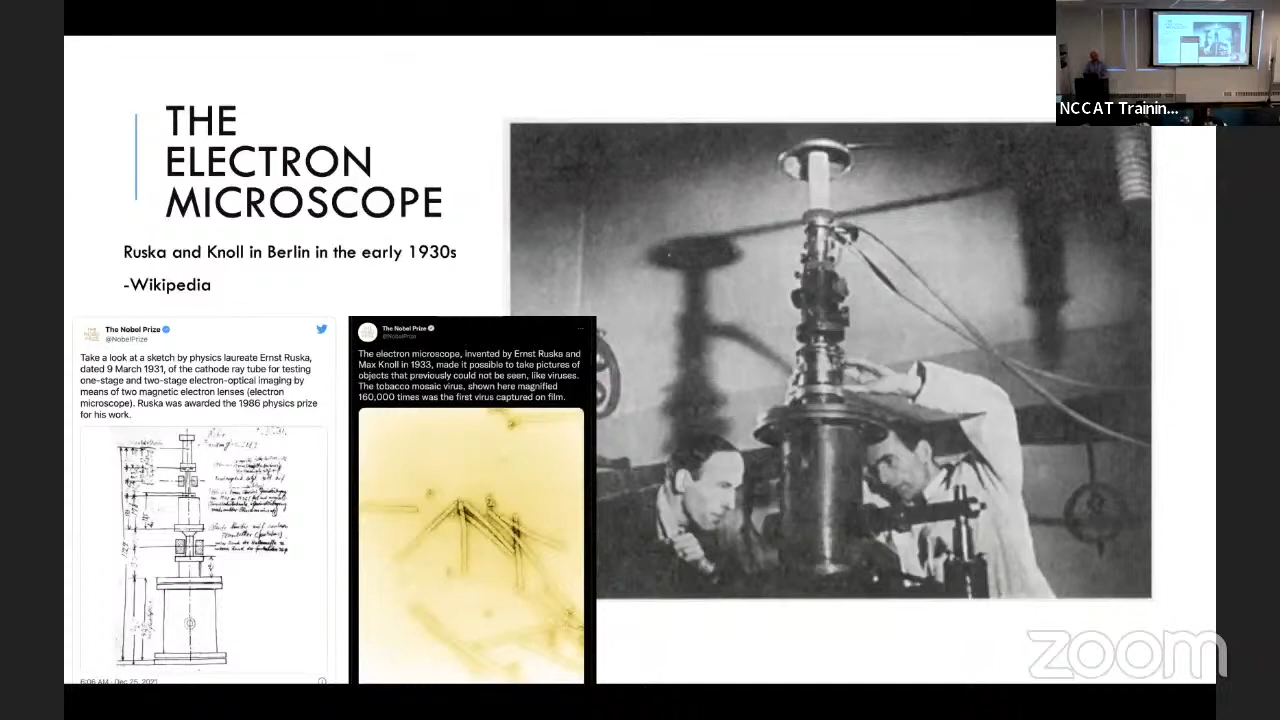 NCCAT Trainin...
THE
ELECTRON
MICROSCOPE
Ruska and Knoll in Berlin in the early 1930s
-Wikipedia
The Nobel Prize
@NobelPrize
Take a look at a sketch by physics laureate Ernst Ruska,
dated 9 March 1931, of the cathode ray tube for testing
one-stage and two-stage electron-optical imaging by
means of two magnetic electron lenses (electron
microscope). Ruska was awarded the 1986 physics prize
for his work.
6:06 AM · Dec 25, 2021
The Nobel Prize
@NobelPrize
The electron microscope, invented by Ernst Ruska and
Max Knoll in 1933, made it possible to take pictures of
objects that previously could not be seen, like viruses.
The tobacco mosaic virus, shown here magnified
160,000 times was the first virus captured on film.
zoom